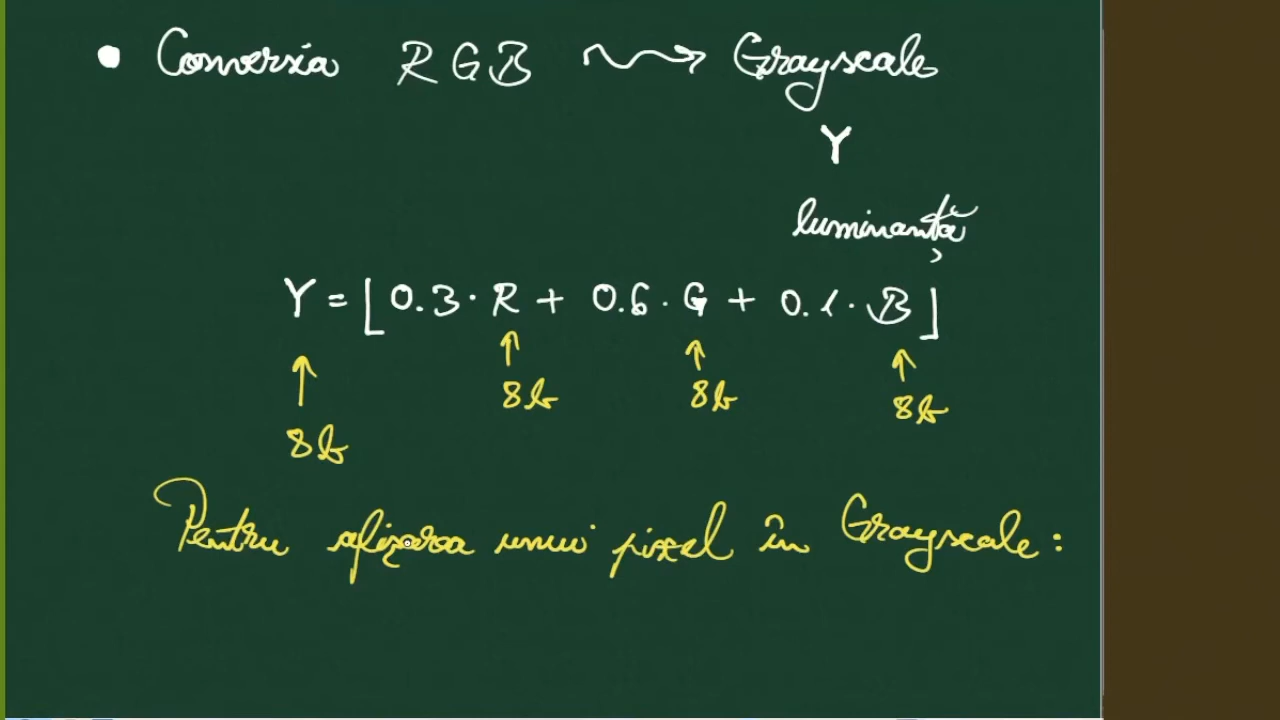 • Conversia RGB ⇝ Grayscale
Y
luminanță
Y = ⌊0.3 · R + 0.6 · G + 0.1 · B⌋
↑ ↑ ↑ ↑
8b 8b 8b
8b
Pentru afișarea unui pixel în Grayscale: